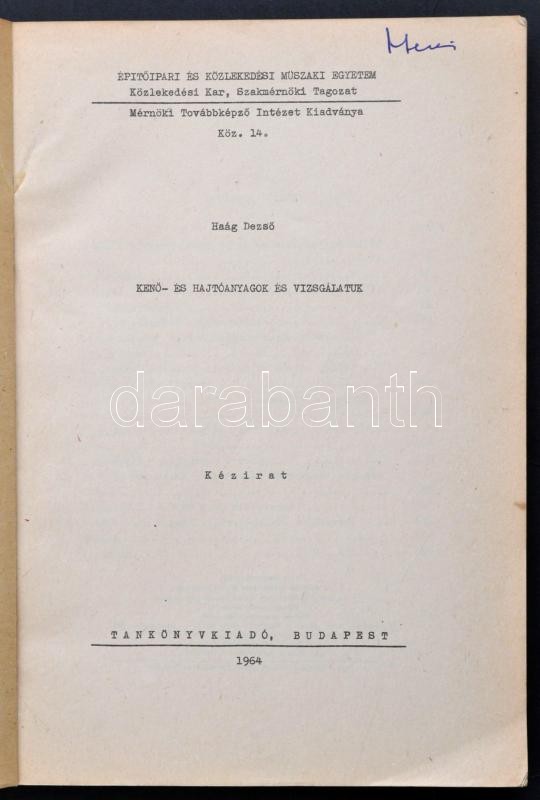 ÉPITŐIPARI ÉS KÖZLEKEDÉSI MÜSZAKI EGYETEM
Közlekedési Kar, Szakmérnöki Tagozat
Mérnöki Továbbképző Intézet Kiadványa
Köz. 14.
Haág Dezső
KENŐ- ÉS HAJTÓANYAGOK ÉS VIZSGÁLATUK
darabanth
Kézirat
TANKÖNYVKIADÓ, BUDAPEST
1964